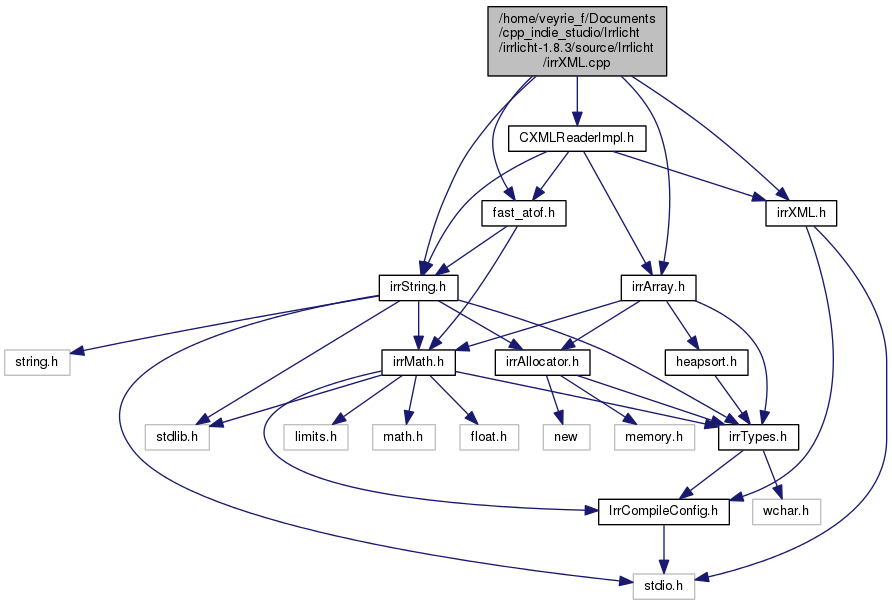 /home/veyrie_f/Documents
/cpp_indie_studio/Irrlicht
/irrlicht-1.8.3/source/Irrlicht
/irrXML.cpp
CXMLReaderImpl.h
fast_atof.h
irrXML.h
irrString.h
irrArray.h
string.h
irrMath.h
irrAllocator.h
heapsort.h
stdlib.h
limits.h
math.h
float.h
new
memory.h
irrTypes.h
IrrCompileConfig.h
wchar.h
stdio.h